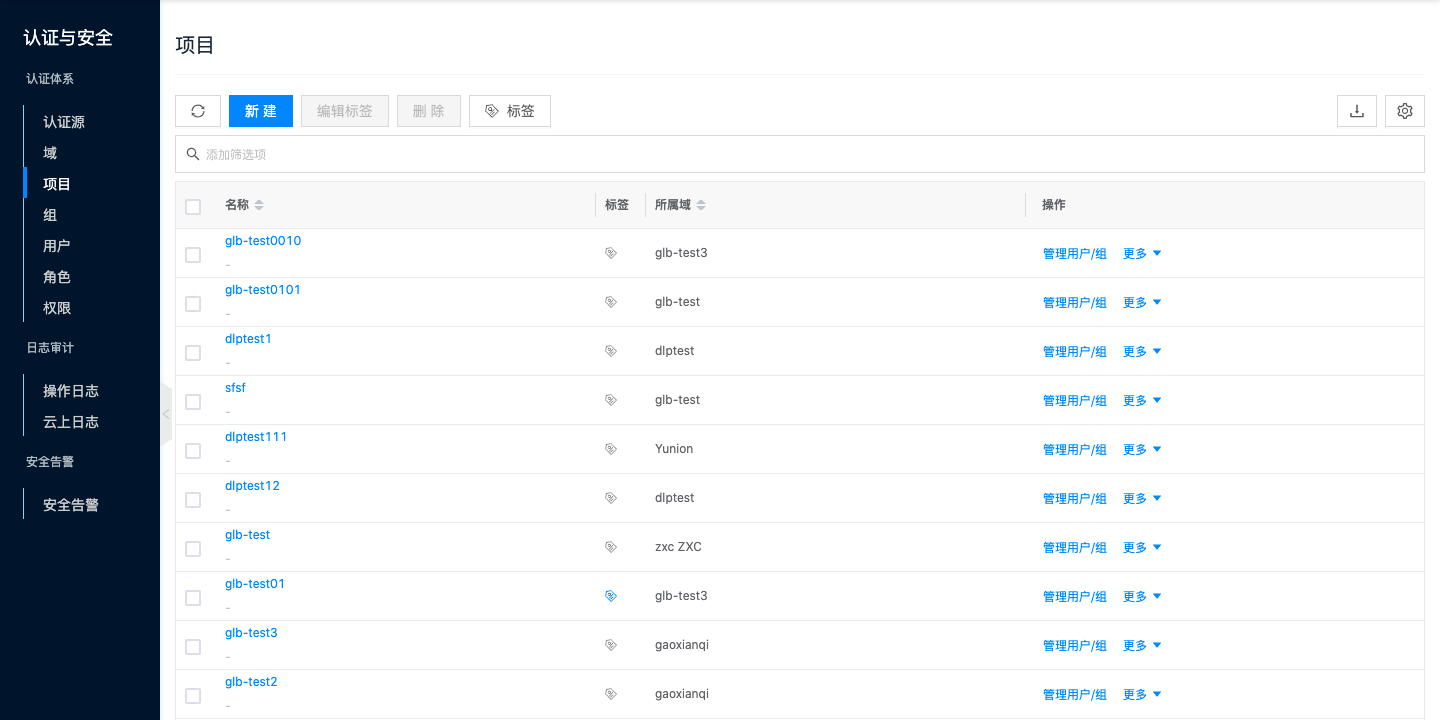 认证与安全
认证体系
认证源
域
项目
组
用户
角色
权限
日志审计
操作日志
云上日志
安全告警
安全告警
项目
新 建 编辑标签 删 除 标签
添加筛选项
名称 标签 所属域 操作
glb-test0010
- glb-test3 管理用户/组 更多
glb-test0101
- glb-test 管理用户/组 更多
dlptest1
- dlptest 管理用户/组 更多
sfsf
- glb-test 管理用户/组 更多
dlptest111
- Yunion 管理用户/组 更多
dlptest12
- dlptest 管理用户/组 更多
glb-test
- zxc ZXC 管理用户/组 更多
glb-test01
- glb-test3 管理用户/组 更多
glb-test3
- gaoxianqi 管理用户/组 更多
glb-test2
- gaoxianqi 管理用户/组 更多